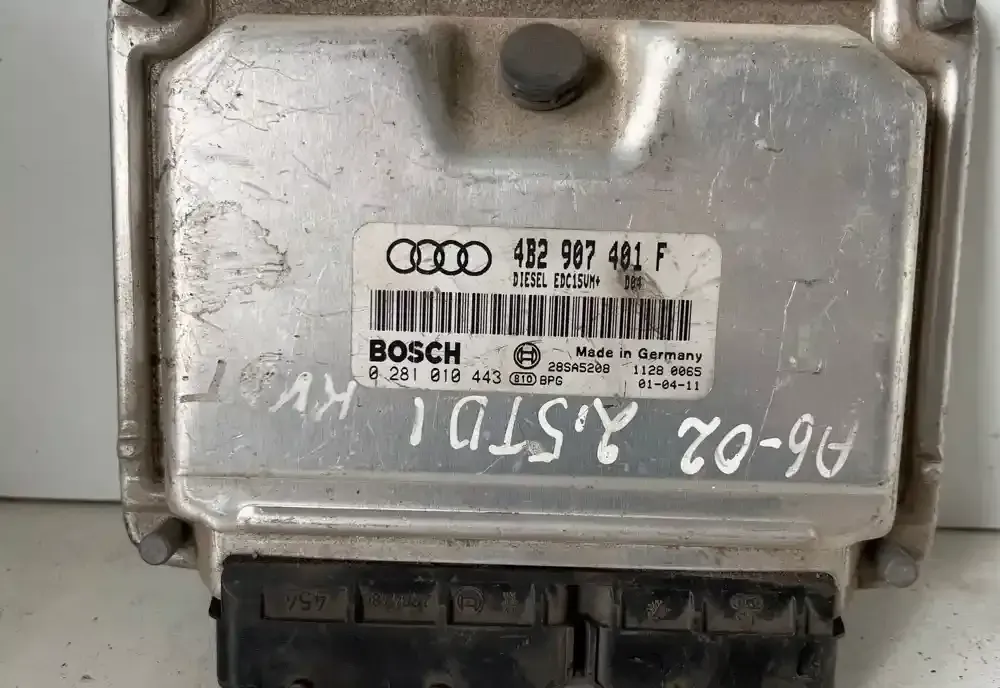 4B2 907 401 F
DIESEL EDC15VM+ D04
BOSCH Made in Germany
28SA5208 1128 0065
0 281 010 443 810 BPG 01-04-11
A6-02 2,5TDI
454